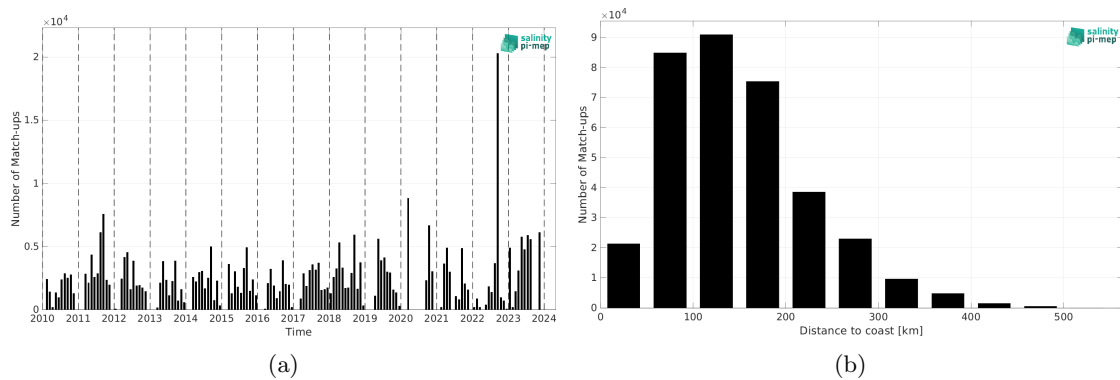 ×10⁴
salinity
pi-mep
Number of Match-ups
2
1.5
1
0.5
0
2010 2011 2012 2013 2014 2015 2016 2017 2018 2019 2020 2021 2022 2023 2024
Time
(a)
×10⁴
salinity
pi-mep
Number of Match-ups
9
8
7
6
5
4
3
2
1
0
0 100 200 300 400 500
Distance to coast [km]
(b)